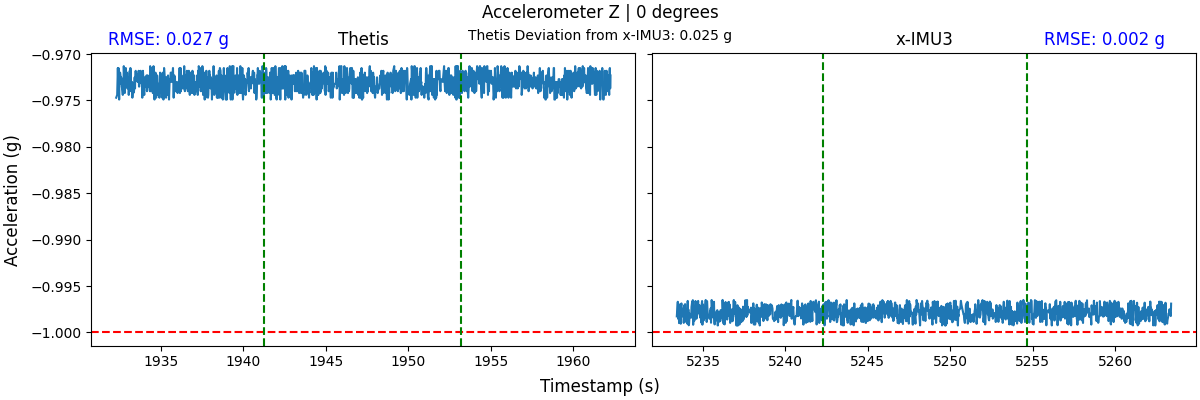 Accelerometer Z | 0 degrees
RMSE: 0.027 g
Thetis
Thetis Deviation from x-IMU3: 0.025 g
x-IMU3
RMSE: 0.002 g
Acceleration (g)
−0.970
−0.975
−0.980
−0.985
−0.990
−0.995
−1.000
1935 1940 1945 1950 1955 1960
5235 5240 5245 5250 5255 5260
Timestamp (s)